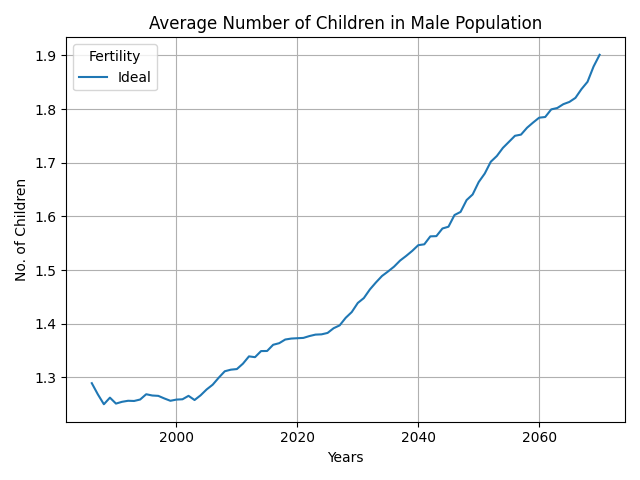 Average Number of Children in Male Population
Fertility
Ideal
No. of Children
1.9
1.8
1.7
1.6
1.5
1.4
1.3
2000 2020 2040 2060
Years